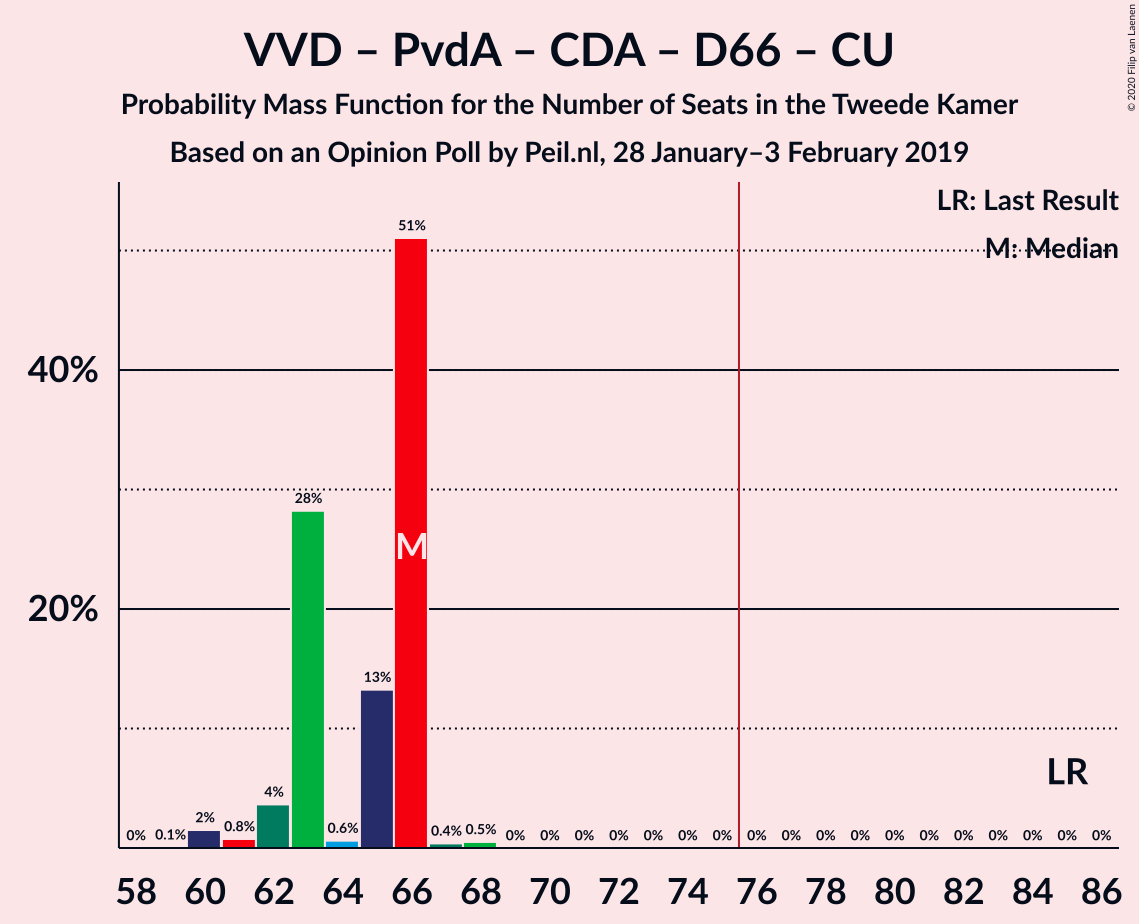 VVD – PvdA – CDA – D66 – CU
Probability Mass Function for the Number of Seats in the Tweede Kamer
Based on an Opinion Poll by Peil.nl, 28 January–3 February 2019
© 2020 Filip van Laenen
LR: Last Result
M: Median
51%
40%
28%
M
20%
13%
LR
0% 0.1% 2% 0.8% 4% 0.6% 0.4% 0.5% 0% 0% 0% 0% 0% 0% 0% 0% 0% 0% 0% 0% 0% 0% 0% 0% 0% 0%
58 60 62 64 66 68 70 72 74 76 78 80 82 84 86